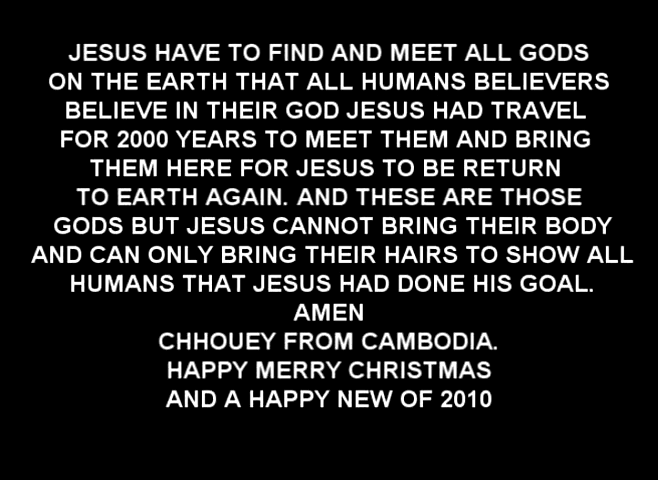 JESUS HAVE TO FIND AND MEET ALL GODS
ON THE EARTH THAT ALL HUMANS BELIEVERS
BELIEVE IN THEIR GOD JESUS HAD TRAVEL
FOR 2000 YEARS TO MEET THEM AND BRING
THEM HERE FOR JESUS TO BE RETURN
TO EARTH AGAIN. AND THESE ARE THOSE
GODS BUT JESUS CANNOT BRING THEIR BODY
AND CAN ONLY BRING THEIR HAIRS TO SHOW ALL
HUMANS THAT JESUS HAD DONE HIS GOAL.
AMEN
CHHOUEY FROM CAMBODIA.
HAPPY MERRY CHRISTMAS
AND A HAPPY NEW OF 2010